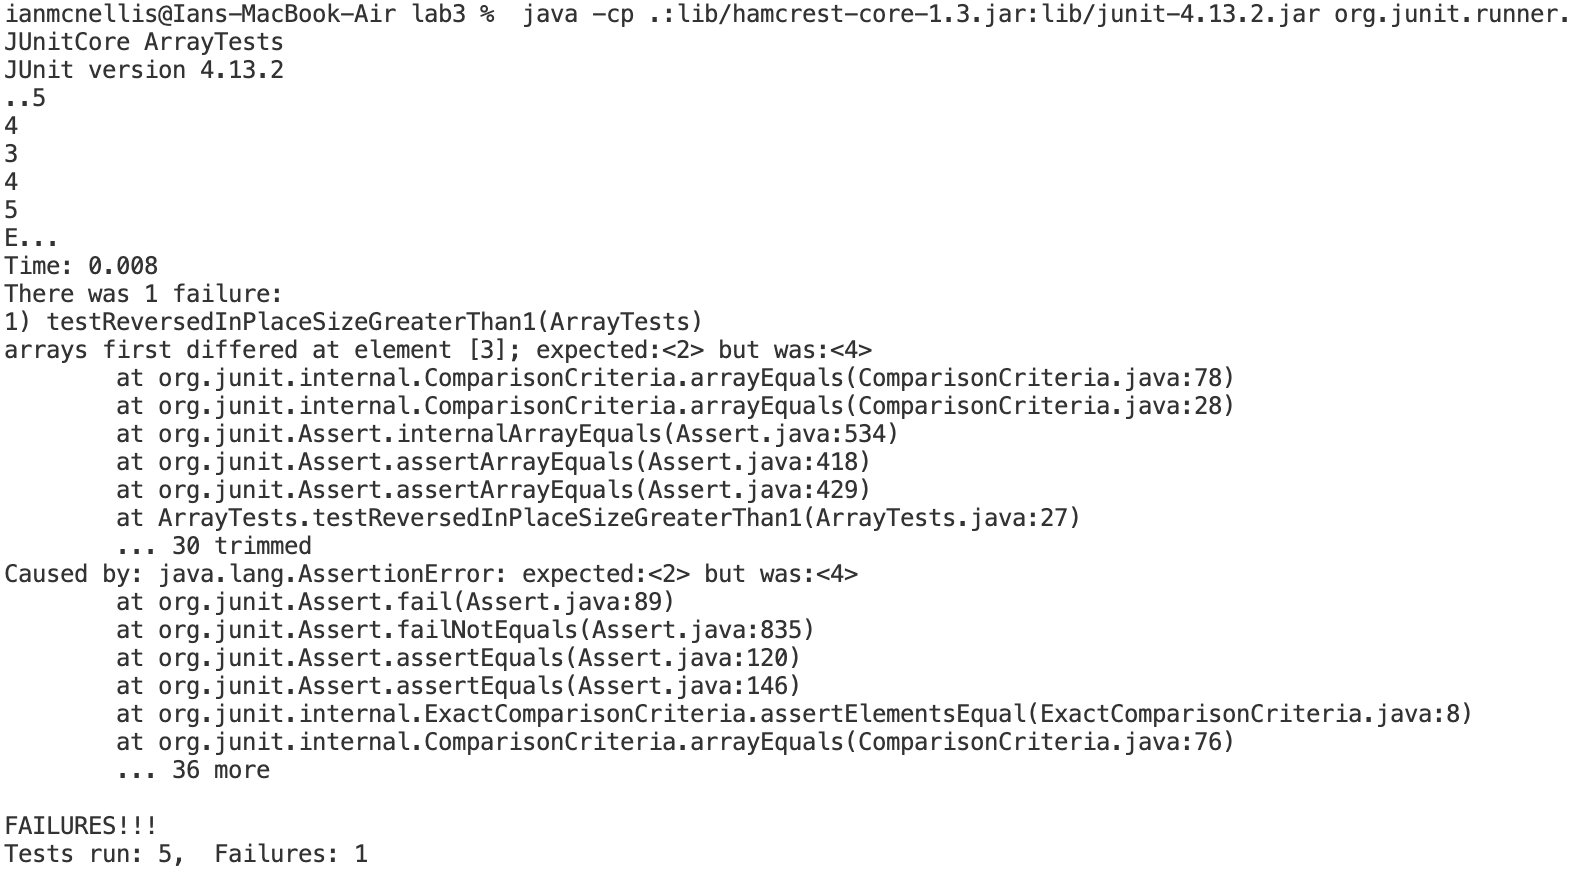 ianmcnellis@Ians-MacBook-Air lab3 %  java -cp .:lib/hamcrest-core-1.3.jar:lib/junit-4.13.2.jar org.junit.runner.
JUnitCore ArrayTests
JUnit version 4.13.2
..5
4
3
4
5
E...
Time: 0.008
There was 1 failure:
1) testReversedInPlaceSizeGreaterThan1(ArrayTests)
arrays first differed at element [3]; expected:<2> but was:<4>
        at org.junit.internal.ComparisonCriteria.arrayEquals(ComparisonCriteria.java:78)
        at org.junit.internal.ComparisonCriteria.arrayEquals(ComparisonCriteria.java:28)
        at org.junit.Assert.internalArrayEquals(Assert.java:534)
        at org.junit.Assert.assertArrayEquals(Assert.java:418)
        at org.junit.Assert.assertArrayEquals(Assert.java:429)
        at ArrayTests.testReversedInPlaceSizeGreaterThan1(ArrayTests.java:27)
        ... 30 trimmed
Caused by: java.lang.AssertionError: expected:<2> but was:<4>
        at org.junit.Assert.fail(Assert.java:89)
        at org.junit.Assert.failNotEquals(Assert.java:835)
        at org.junit.Assert.assertEquals(Assert.java:120)
        at org.junit.Assert.assertEquals(Assert.java:146)
        at org.junit.internal.ExactComparisonCriteria.assertElementsEqual(ExactComparisonCriteria.java:8)
        at org.junit.internal.ComparisonCriteria.arrayEquals(ComparisonCriteria.java:76)
        ... 36 more

FAILURES!!!
Tests run: 5,  Failures: 1